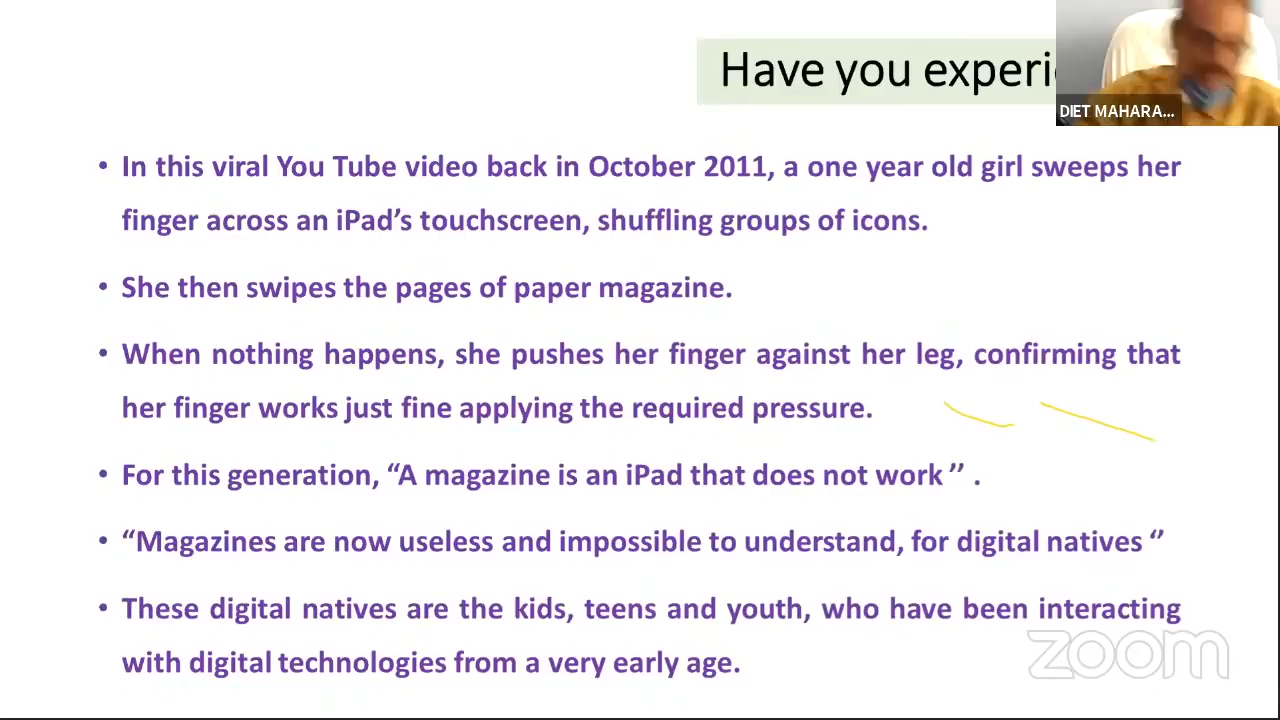 Have you experi
DIET MAHARA...
• In this viral You Tube video back in October 2011, a one year old girl sweeps her
finger across an iPad’s touchscreen, shuffling groups of icons.
• She then swipes the pages of paper magazine.
• When nothing happens, she pushes her finger against her leg, confirming that
her finger works just fine applying the required pressure.
• For this generation, “A magazine is an iPad that does not work’’ .
• “Magazines are now useless and impossible to understand, for digital natives ‘’
• These digital natives are the kids, teens and youth, who have been interacting
with digital technologies from a very early age.
zoom